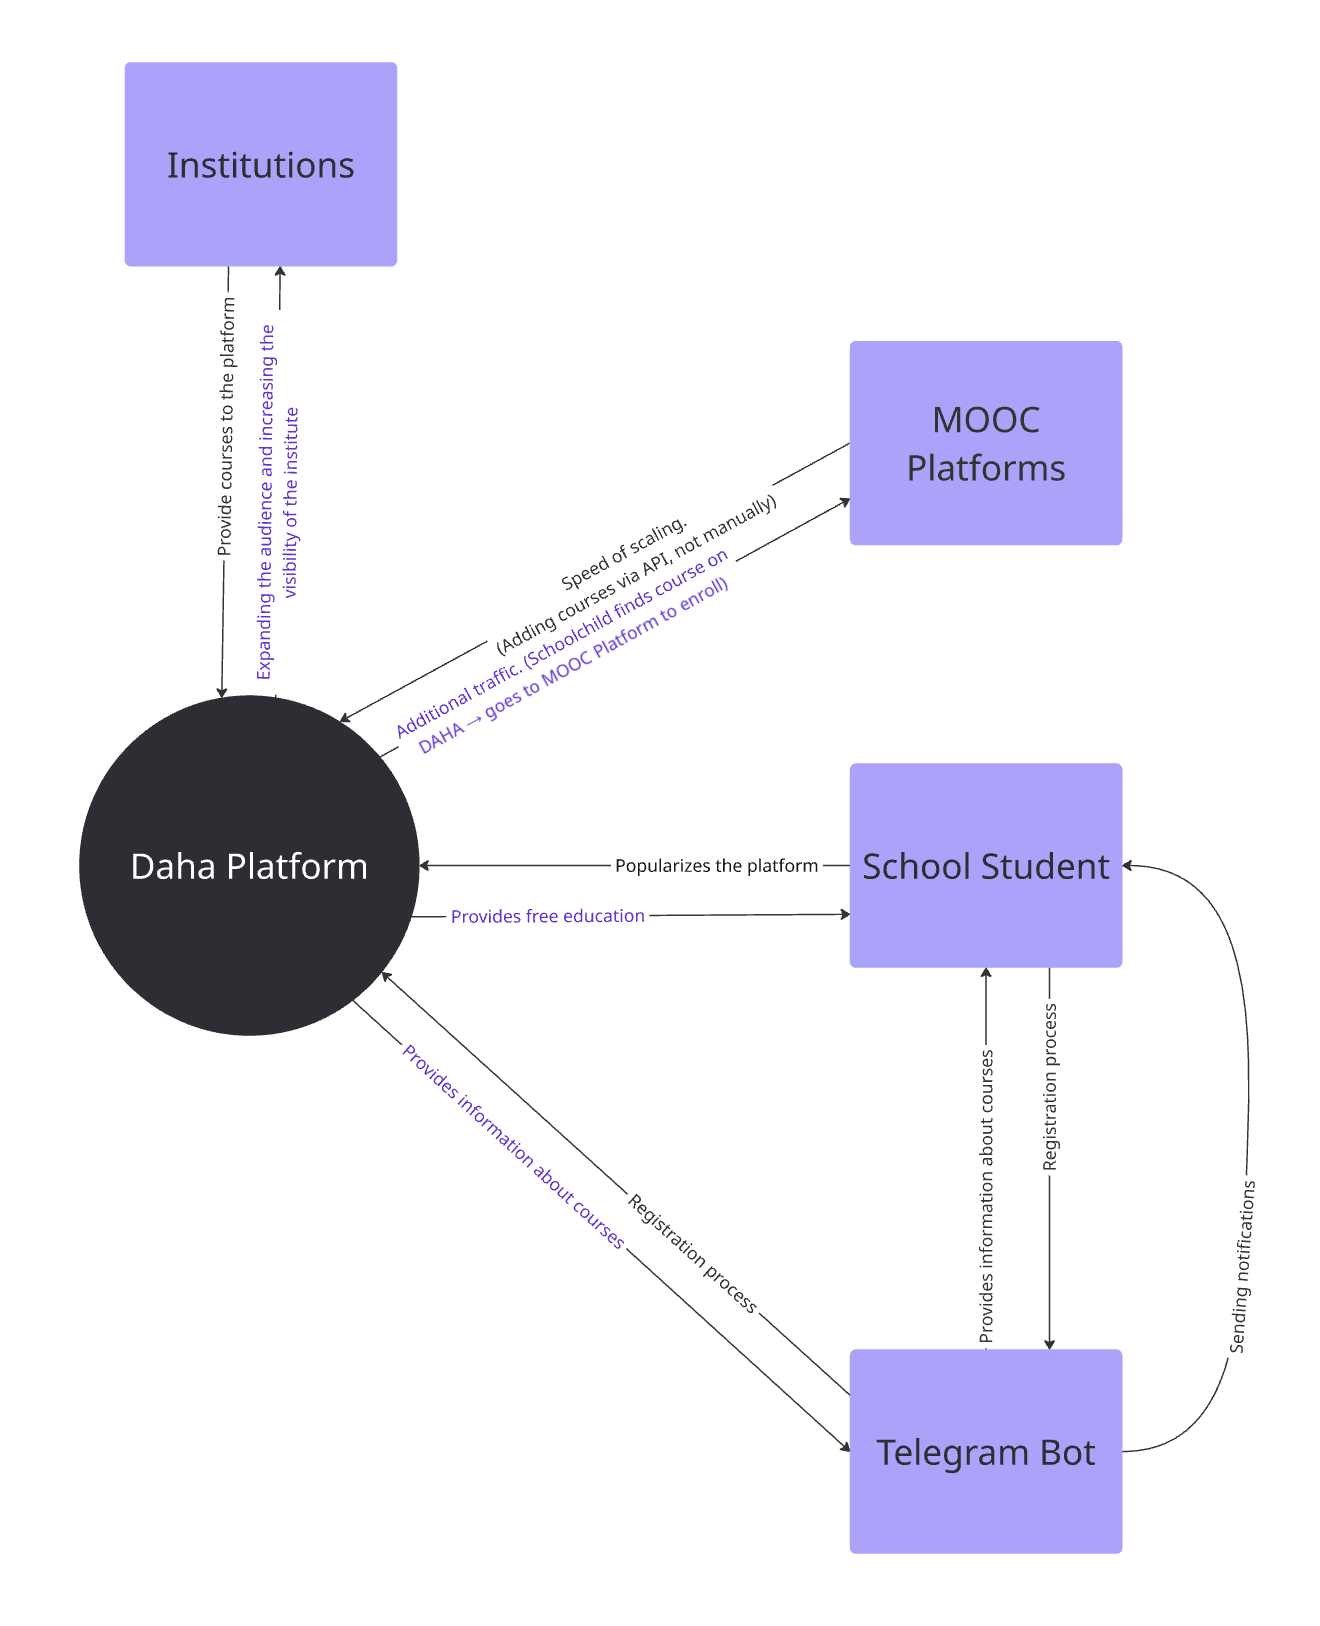 Institutions
Provide courses to the platform
Expanding the audience and increasing the
visibility of the institute
MOOC
Platforms
Speed of scaling.
(Adding courses via API, not manually)
Additional traffic. (Schoolchild finds course on
DAHA → goes to MOOC Platform to enroll)
Daha Platform
Popularizes the platform
School Student
Provides free education
Provides information about courses
Registration process
Provides information about courses
Registration process
Sending notifications
Telegram Bot